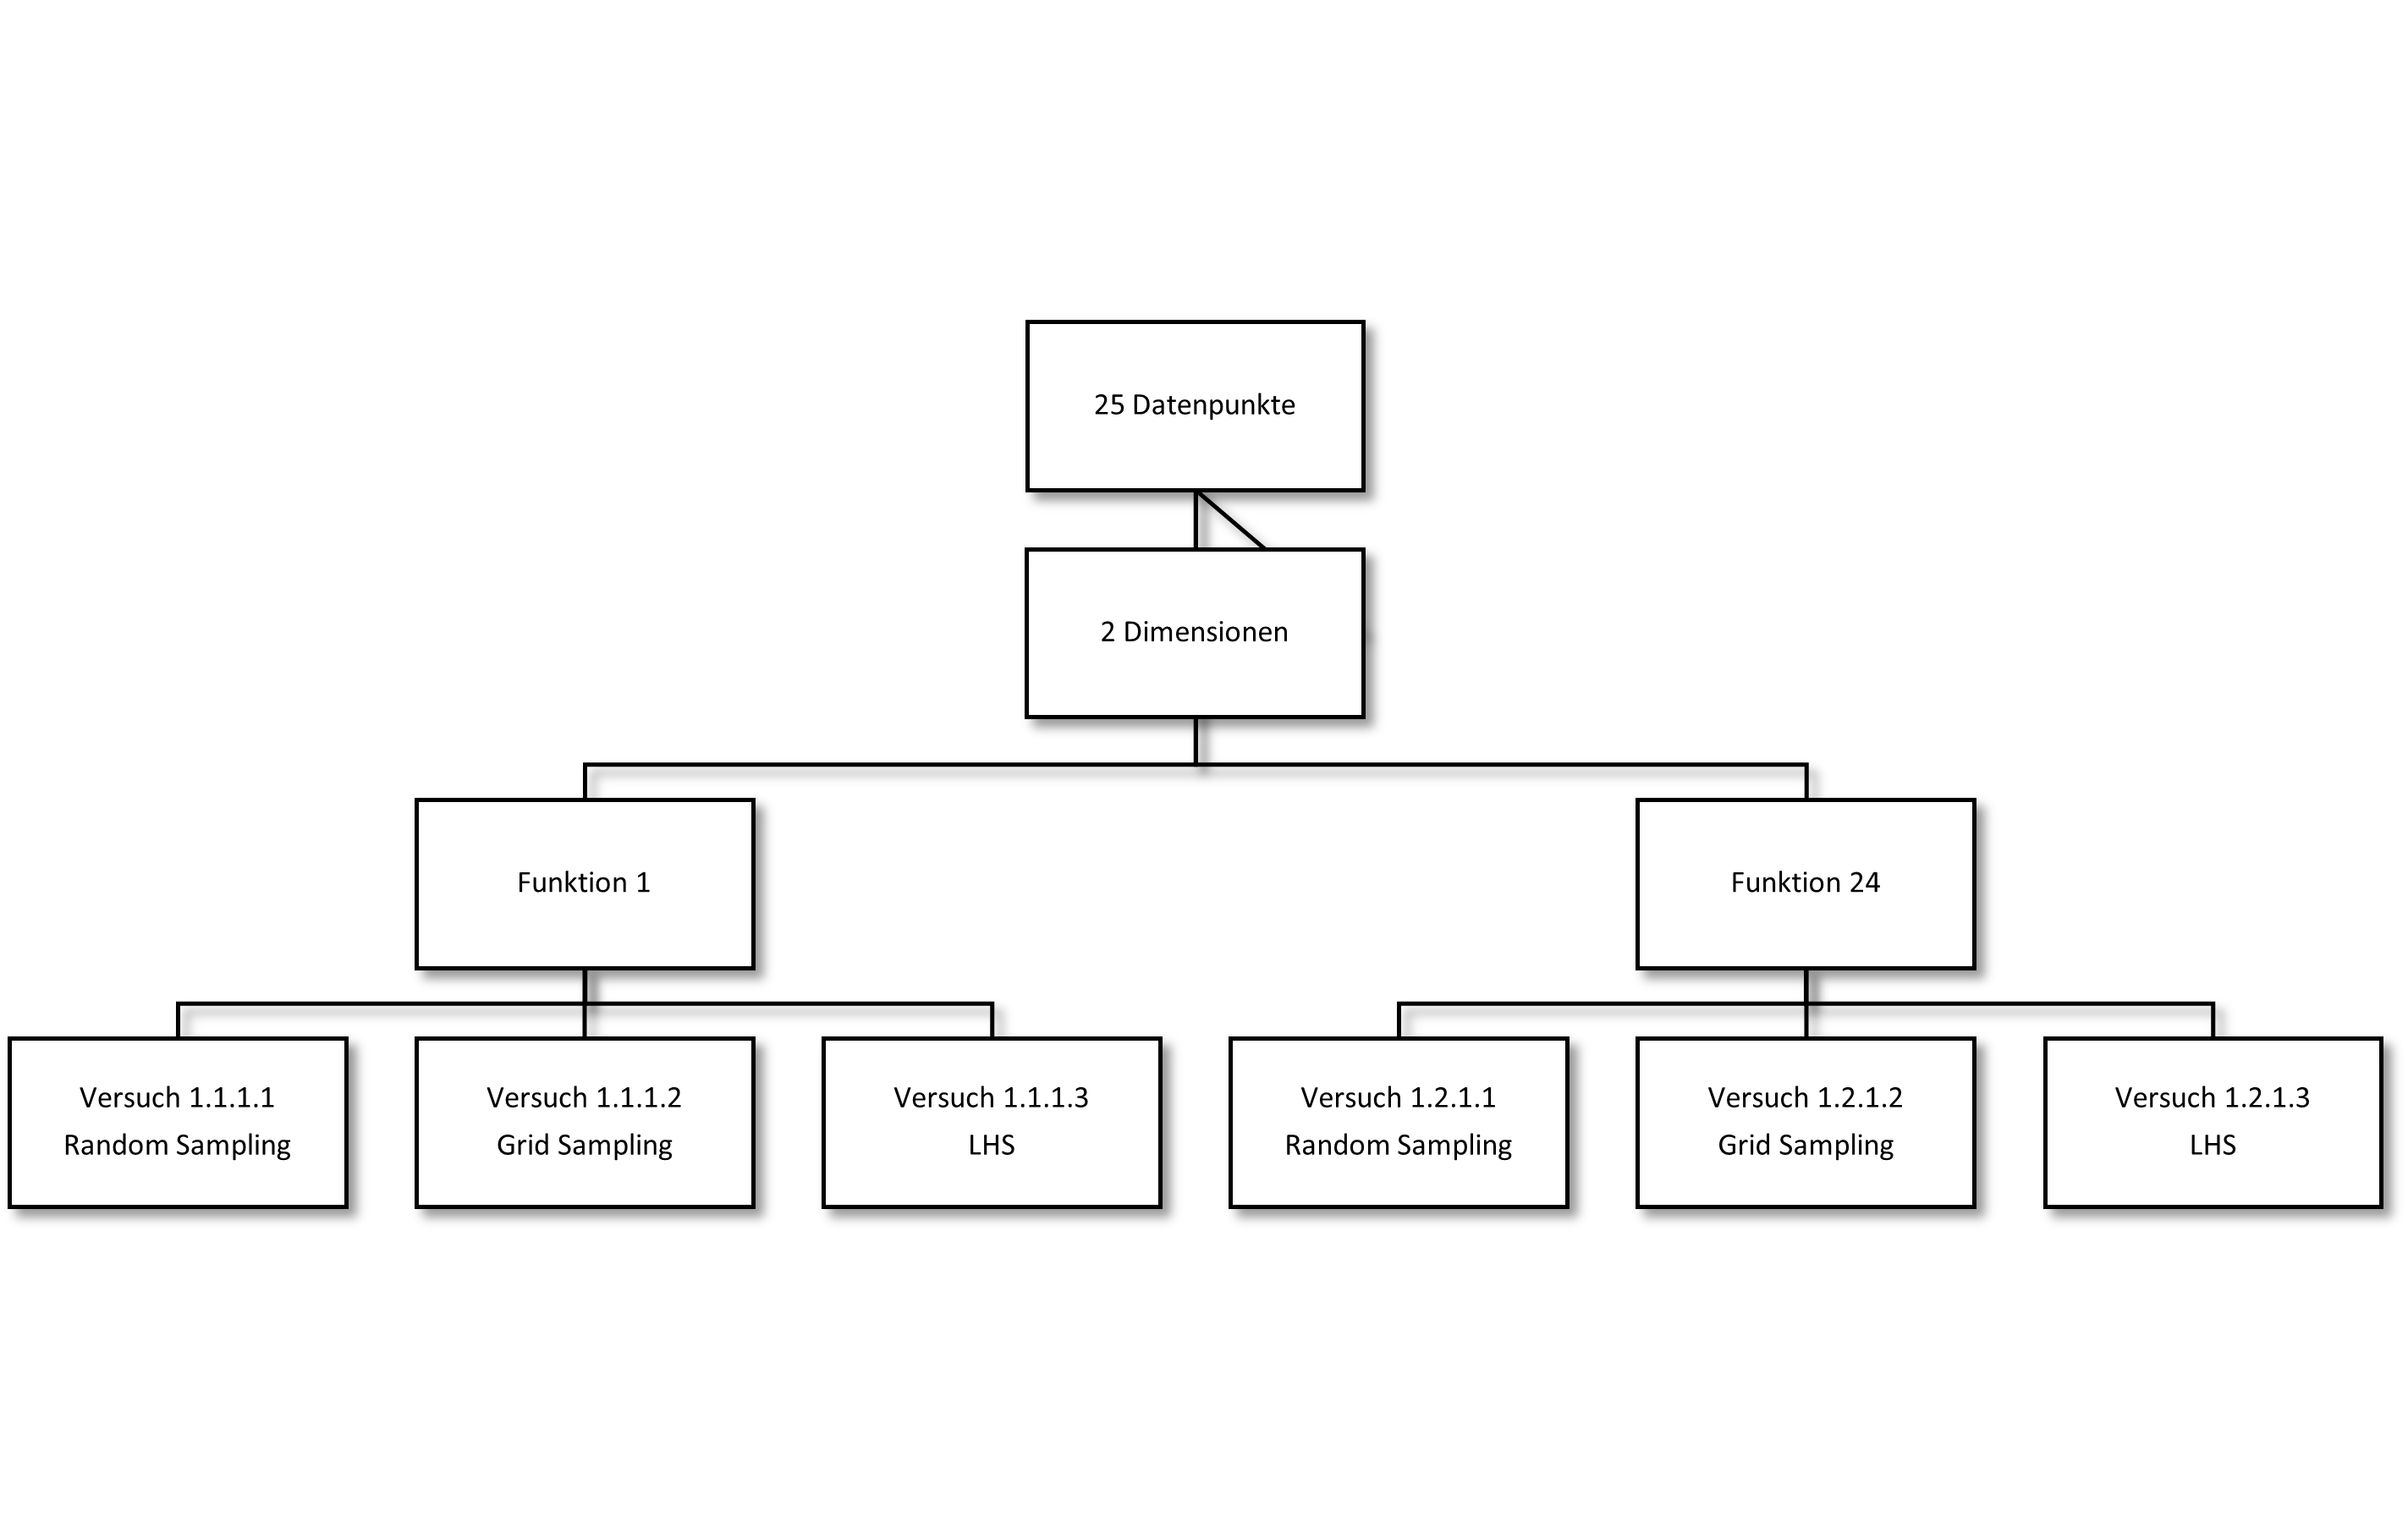 25 Datenpunkte
2 Dimensionen
Funktion 1
Funktion 24
Versuch 1.1.1.1
Random Sampling
Versuch 1.1.1.2
Grid Sampling
Versuch 1.1.1.3
LHS
Versuch 1.2.1.1
Random Sampling
Versuch 1.2.1.2
Grid Sampling
Versuch 1.2.1.3
LHS